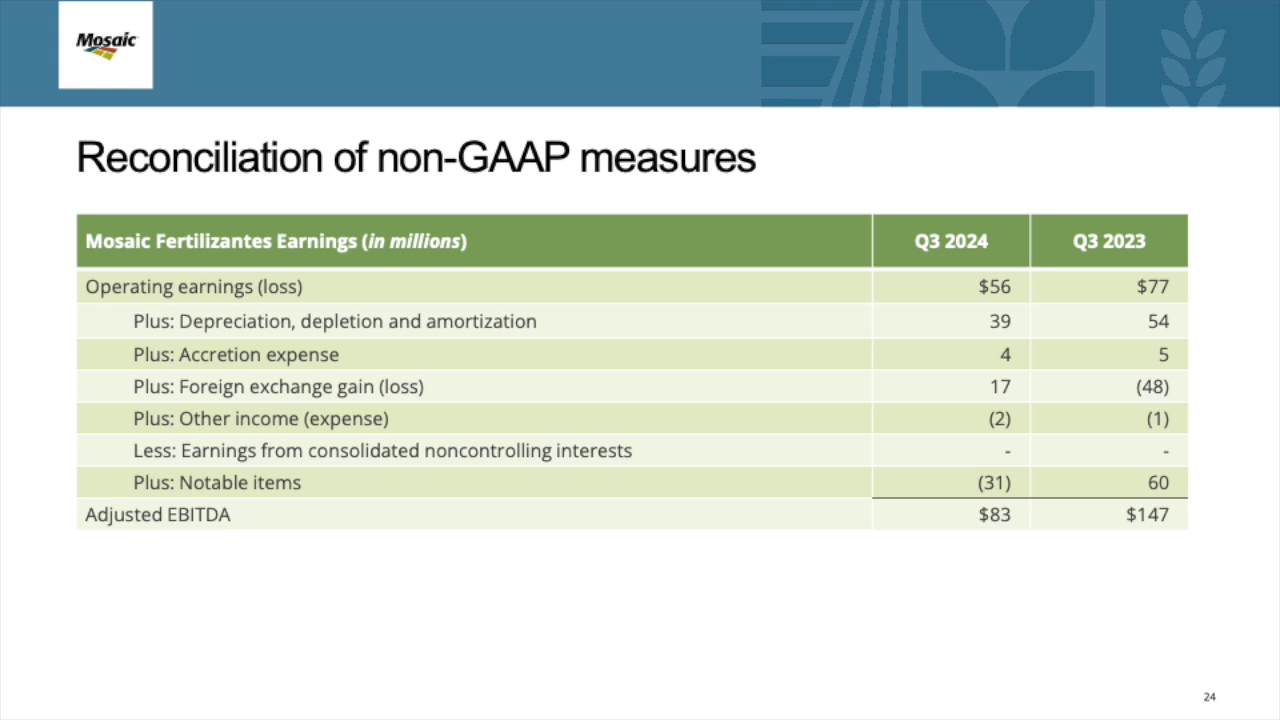 Mosaic
Reconciliation of non-GAAP measures
Mosaic Fertilizantes Earnings (in millions) Q3 2024 Q3 2023
Operating earnings (loss) $56 $77
Plus: Depreciation, depletion and amortization 39 54
Plus: Accretion expense 4 5
Plus: Foreign exchange gain (loss) 17 (48)
Plus: Other income (expense) (2) (1)
Less: Earnings from consolidated noncontrolling interests - -
Plus: Notable items (31) 60
Adjusted EBITDA $83 $147
24